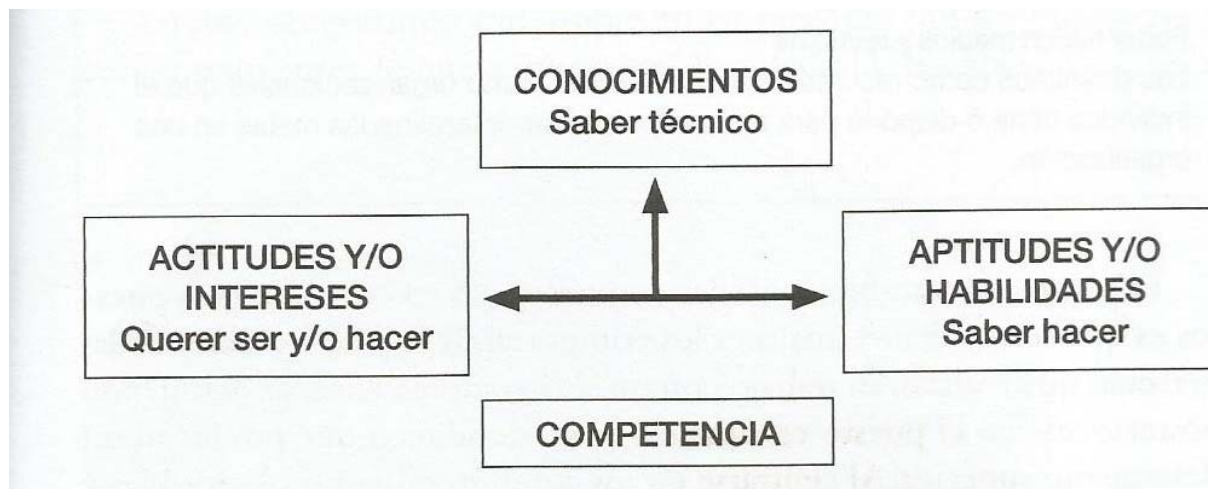 CONOCIMIENTOS
Saber técnico
ACTITUDES Y/O
INTERESES
Querer ser y/o hacer
APTITUDES Y/O
HABILIDADES
Saber hacer
COMPETENCIA